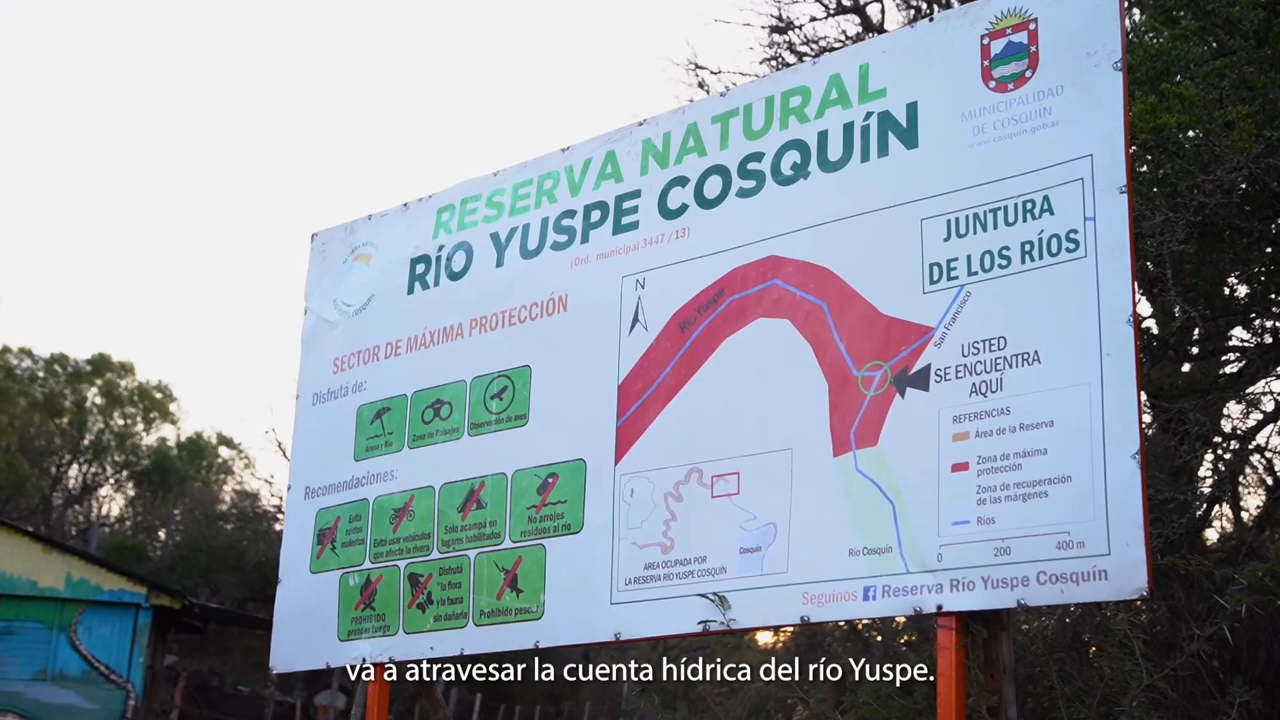 RESERVA NATURAL
RÍO YUSPE COSQUÍN
(Ord. municipal 3447 /13)
MUNICIPALIDAD
DE COSQUÍN
www.cosquin.gob.ar
SECTOR DE MÁXIMA PROTECCIÓN
Disfrutá de:
Arena y Río
Zona de Paisajes
Observación de aves
Recomendaciones:
Evitá
ruidos
molestos
Evitá usar vehículos
que afecte la rivera
Solo acampá en
lugares habilitados
No arrojes
residuos al río
PROHIBIDO
prender fuego
Disfrutá
la flora
y la fauna
sin dañarla
Prohibido pescar
JUNTURA
DE LOS RÍOS
N
Río Yuspe
San Francisco
USTED
SE ENCUENTRA
AQUÍ
REFERENCIAS
Área de la Reserva
Zona de máxima
protección
Zona de recuperación
de las márgenes
Ríos
0 200 400 m
Río Cosquín
Cosquín
AREA OCUPADA POR
LA RESERVA RÍO YUSPE COSQUÍN
Seguinos f Reserva Río Yuspe Cosquín
va a atravesar la cuenta hídrica del río Yuspe.